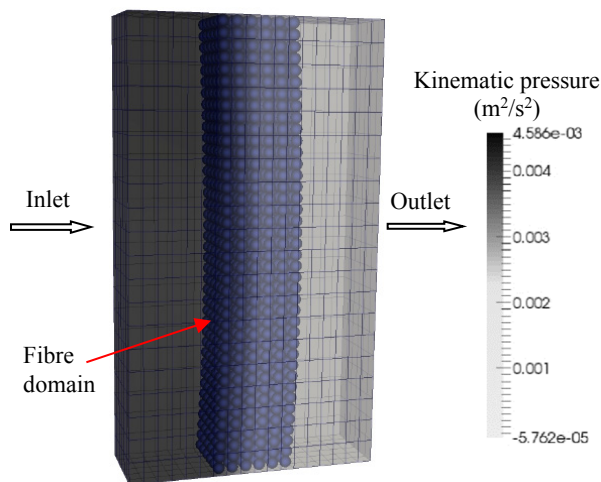 Kinematic pressure
(m²/s²)
4.586e-03
0.004
Inlet
Outlet
0.003
0.002
Fibre
domain
0.001
-5.762e-05